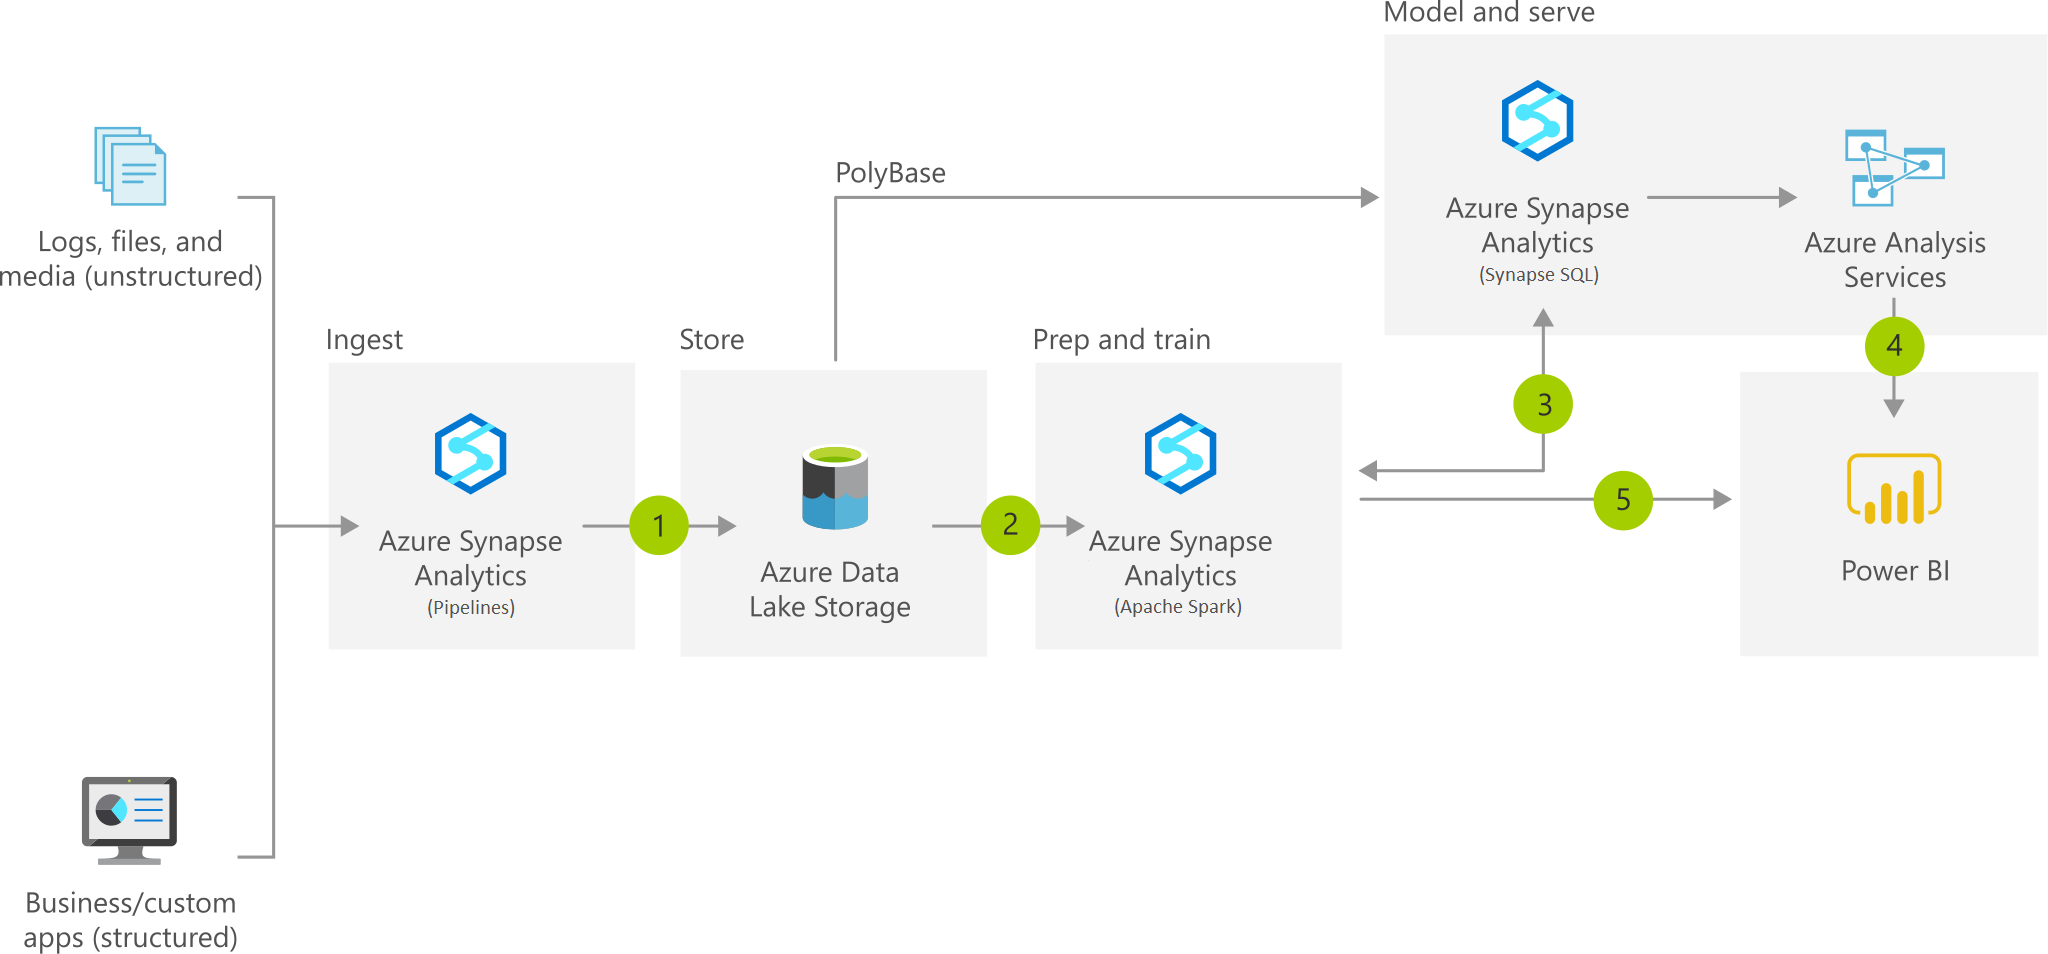 Model and serve
Azure Synapse
Analytics
(Synapse SQL)
Azure Analysis
Services
PolyBase
Logs, files, and
media (unstructured)
Ingest
Azure Synapse
Analytics
(Pipelines)
1
Store
Azure Data
Lake Storage
2
Prep and train
Azure Synapse
Analytics
(Apache Spark)
3
4
5
Power BI
Business/custom
apps (structured)